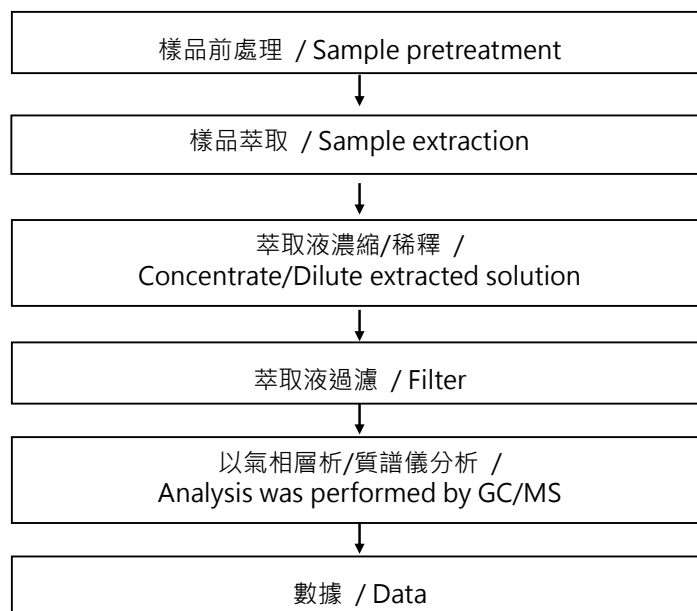 樣品前處理 / Sample pretreatment
樣品萃取 / Sample extraction
萃取液濃縮/稀釋 /
Concentrate/Dilute extracted solution
萃取液過濾 / Filter
以氣相層析/質譜儀分析 /
Analysis was performed by GC/MS
數據 / Data